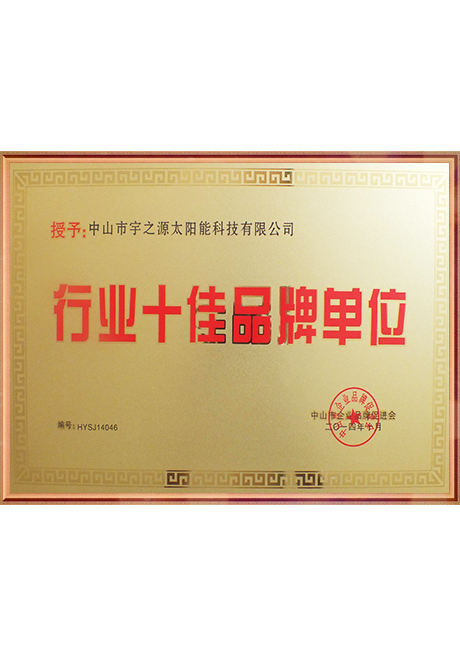 授予:中山市宇之源太阳能科技有限公司
行业十佳品牌单位
编号:HYSJ14046
中山市企业品牌促进会
二〇一四年十月